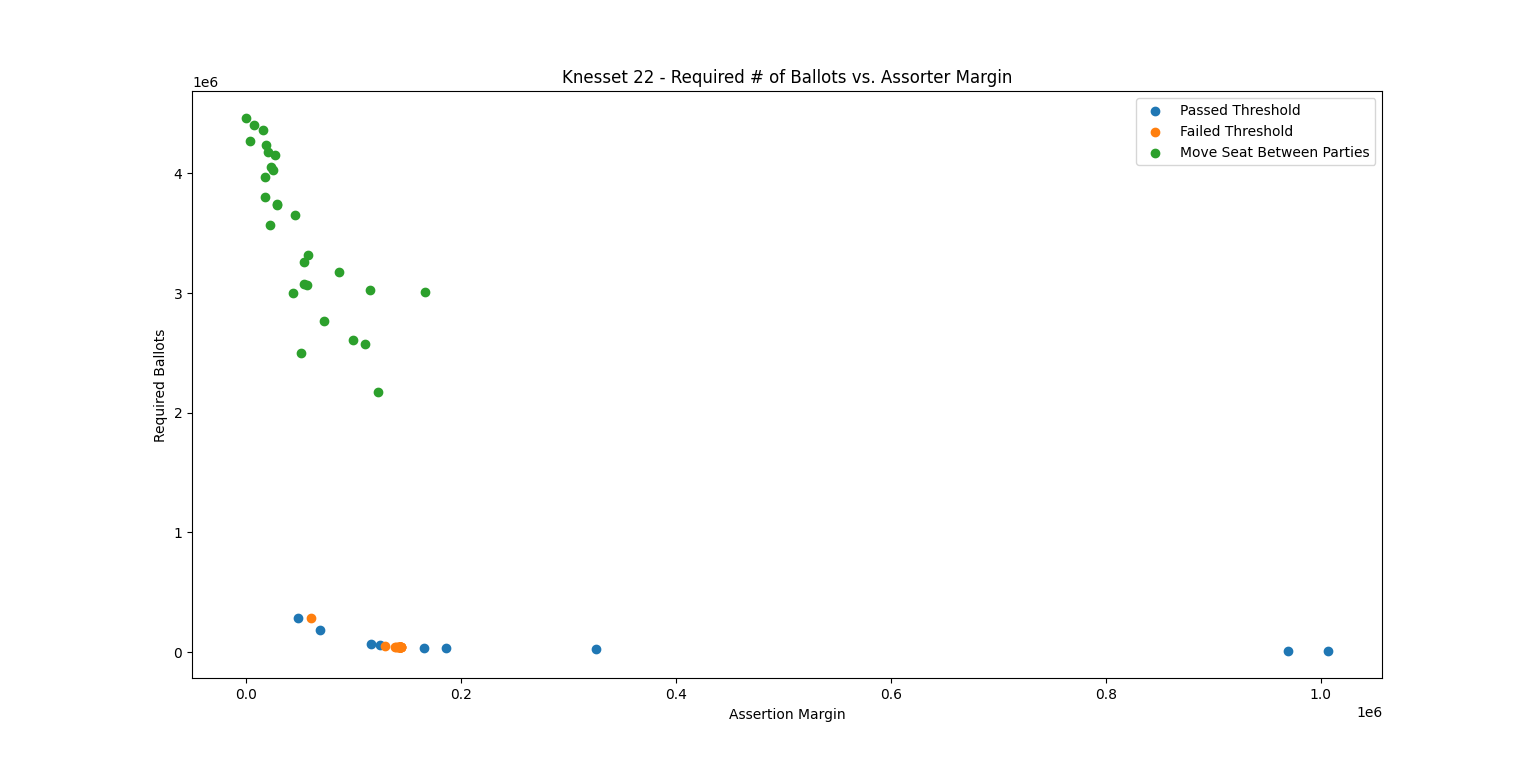 Knesset 22 - Required # of Ballots vs. Assorter Margin
1e6
Passed Threshold
Failed Threshold
Move Seat Between Parties
4
3
2
1
0
Required Ballots
0.0 0.2 0.4 0.6 0.8 1.0
1e6
Assertion Margin